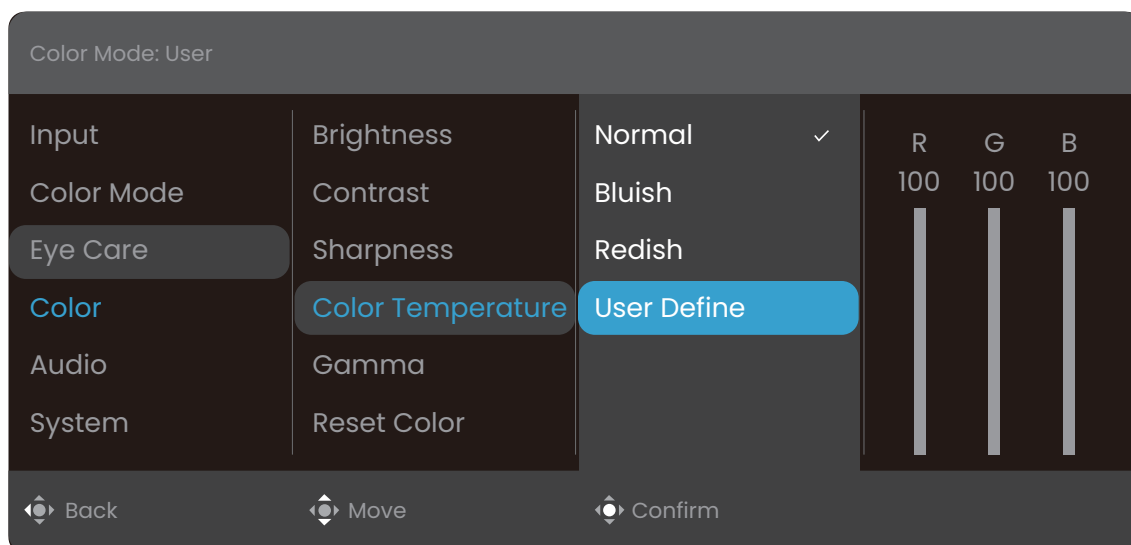 Color Mode: User
Input
Color Mode
Eye Care
Color
Audio
System
Brightness
Contrast
Sharpness
Color Temperature
Gamma
Reset Color
Normal
Bluish
Redish
User Define
R G B
100 100 100
Back
Move
Confirm